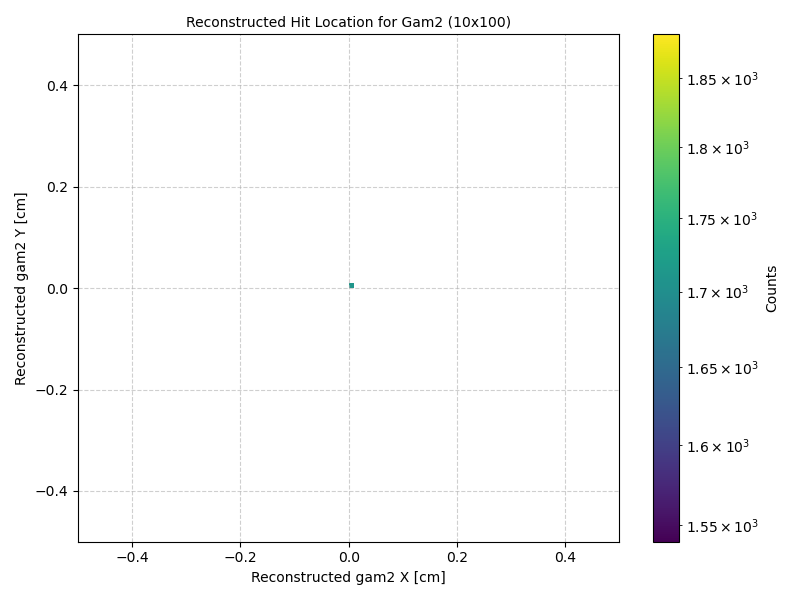 Reconstructed Hit Location for Gam2 (10x100)
Reconstructed gam2 Y [cm]
0.4
0.2
0.0
−0.2
−0.4
−0.4
−0.2
0.0
0.2
0.4
Reconstructed gam2 X [cm]
1.85 × 10³
1.8 × 10³
1.75 × 10³
1.7 × 10³
1.65 × 10³
1.6 × 10³
1.55 × 10³
Counts